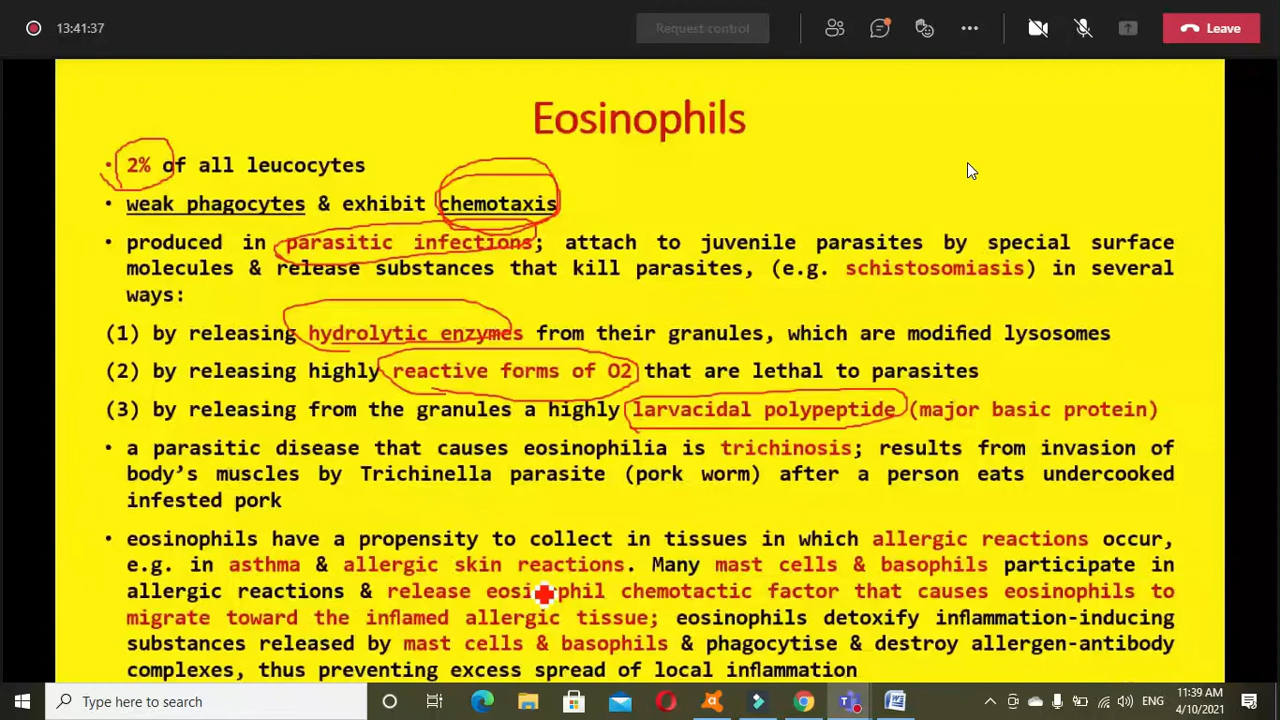 13:41:37
Request control
Leave
Eosinophils
• 2% of all leucocytes
• weak phagocytes & exhibit chemotaxis
• produced in parasitic infections; attach to juvenile parasites by special surface
molecules & release substances that kill parasites, (e.g. schistosomiasis) in several
ways:
(1) by releasing hydrolytic enzymes from their granules, which are modified lysosomes
(2) by releasing highly reactive forms of O2 that are lethal to parasites
(3) by releasing from the granules a highly larvacidal polypeptide (major basic protein)
• a parasitic disease that causes eosinophilia is trichinosis; results from invasion of
body's muscles by Trichinella parasite (pork worm) after a person eats undercooked
infested pork
• eosinophils have a propensity to collect in tissues in which allergic reactions occur,
e.g. in asthma & allergic skin reactions. Many mast cells & basophils participate in
allergic reactions & release eosinophil chemotactic factor that causes eosinophils to
migrate toward the inflamed allergic tissue; eosinophils detoxify inflammation-inducing
substances released by mast cells & basophils & phagocytise & destroy allergen-antibody
complexes, thus preventing excess spread of local inflammation
Type here to search
ENG
11:39 AM
4/10/2021